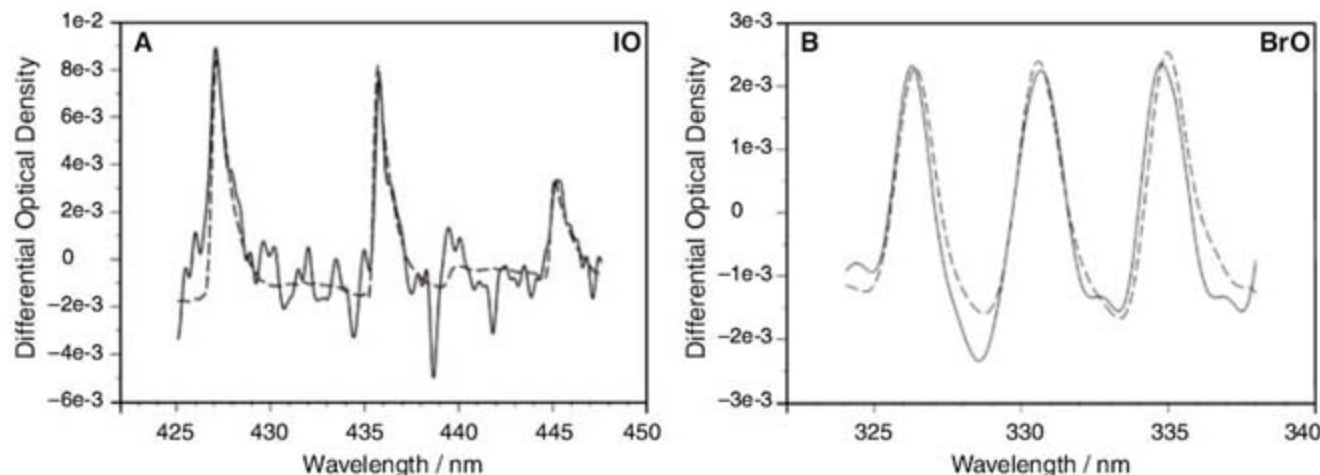 A
IO
Differential Optical Density
1e-2
8e-3
6e-3
4e-3
2e-3
0
−2e-3
−4e-3
−6e-3
425 430 435 440 445 450
Wavelength / nm
B
BrO
Differential Optical Density
3e-3
2e-3
1e-3
0
−1e-3
−2e-3
−3e-3
325 330 335 340
Wavelength / nm